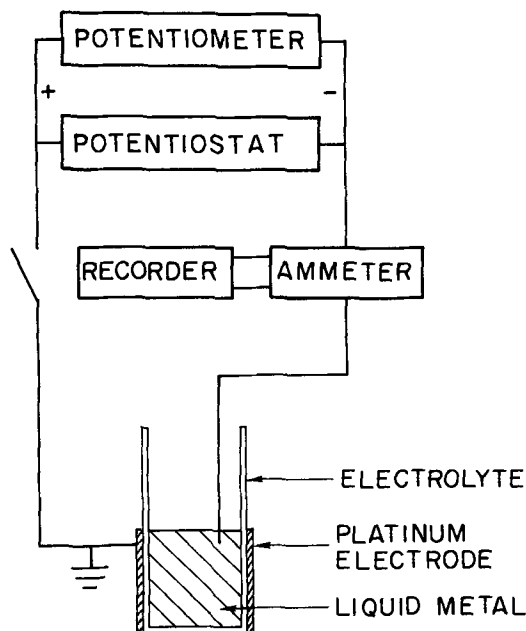 POTENTIOMETER
+
-
POTENTIOSTAT
RECORDER
AMMETER
ELECTROLYTE
PLATINUM
ELECTRODE
LIQUID METAL